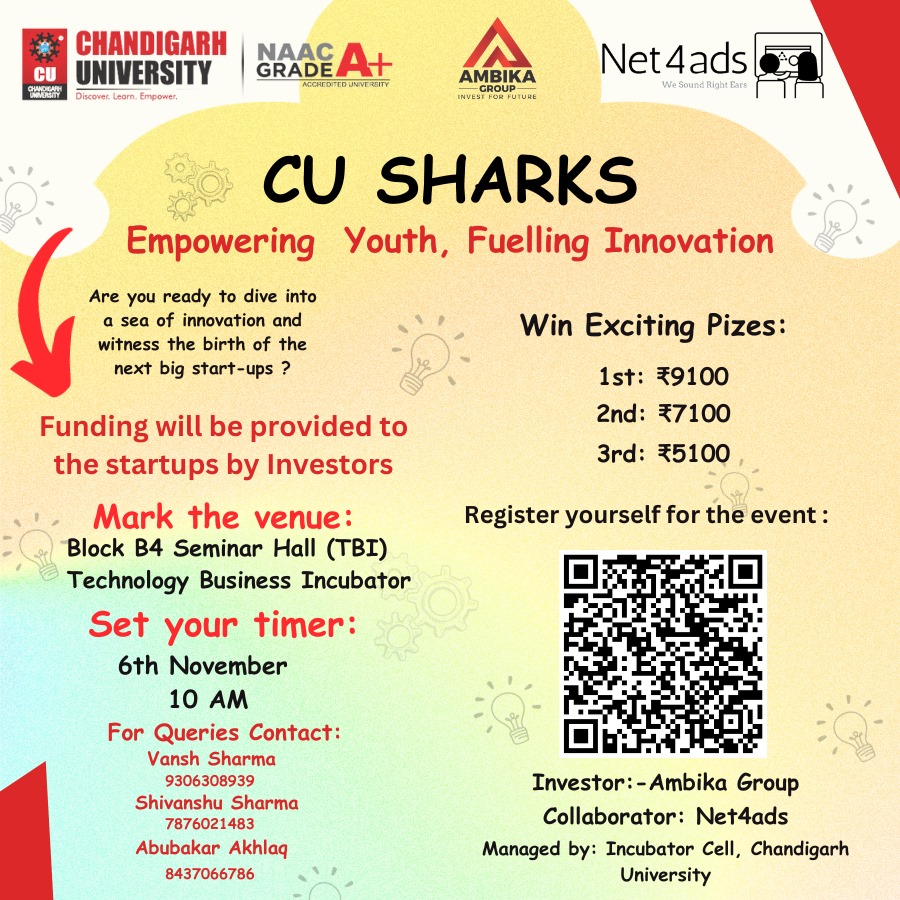 CU
CHANDIGARH
UNIVERSITY
CHANDIGARH
UNIVERSITY
Discover. Learn. Empower.
NAAC
GRADE A+
ACCREDITED UNIVERSITY
AMBIKA
GROUP
INVEST FOR FUTURE
Net4ads
We Sound Right Ears
CU SHARKS
Empowering Youth, Fuelling Innovation
Are you ready to dive into
a sea of innovation and
witness the birth of the
next big start-ups ?
Funding will be provided to
the startups by Investors
Mark the venue:
Block B4 Seminar Hall (TBI)
Technology Business Incubator
Set your timer:
6th November
10 AM
For Queries Contact:
Vansh Sharma
9306308939
Shivanshu Sharma
7876021483
Abubakar Akhlaq
8437066786
Win Exciting Pizes:
1st: ₹9100
2nd: ₹7100
3rd: ₹5100
Register yourself for the event :
Investor:-Ambika Group
Collaborator: Net4ads
Managed by: Incubator Cell, Chandigarh
University